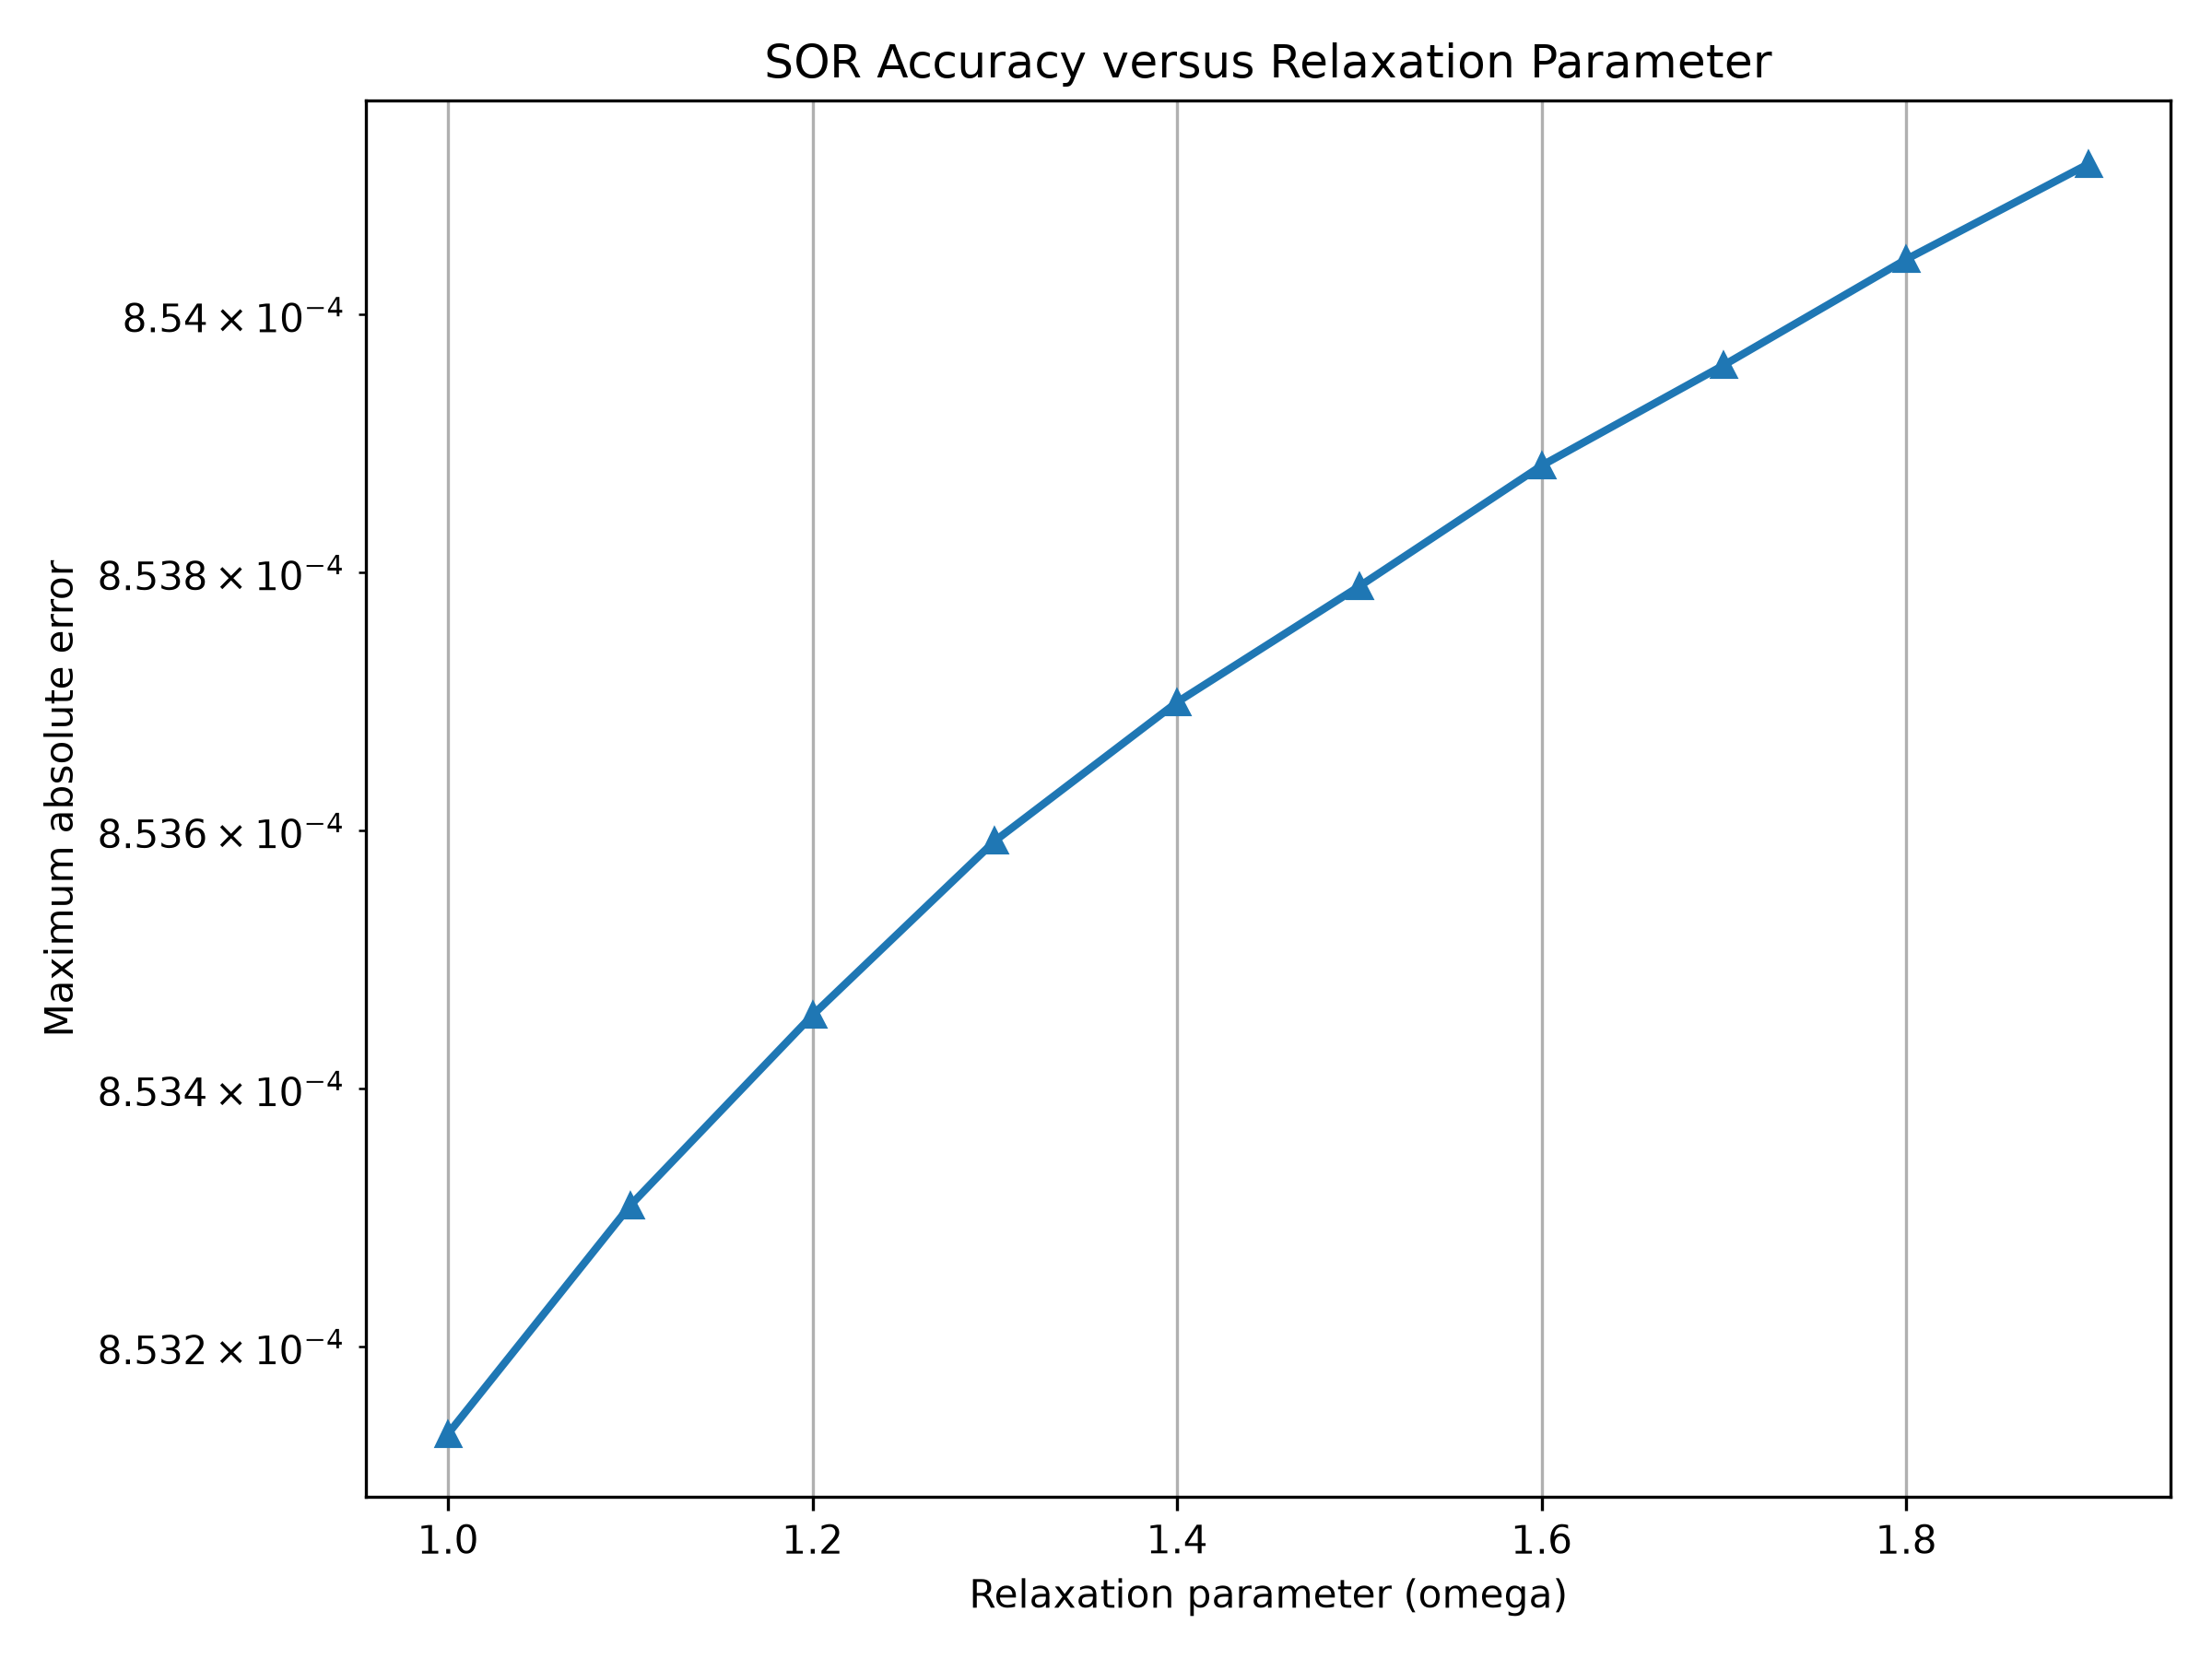 SOR Accuracy versus Relaxation Parameter
Maximum absolute error
8.54 × 10⁻⁴
8.538 × 10⁻⁴
8.536 × 10⁻⁴
8.534 × 10⁻⁴
8.532 × 10⁻⁴
1.0 1.2 1.4 1.6 1.8
Relaxation parameter (omega)